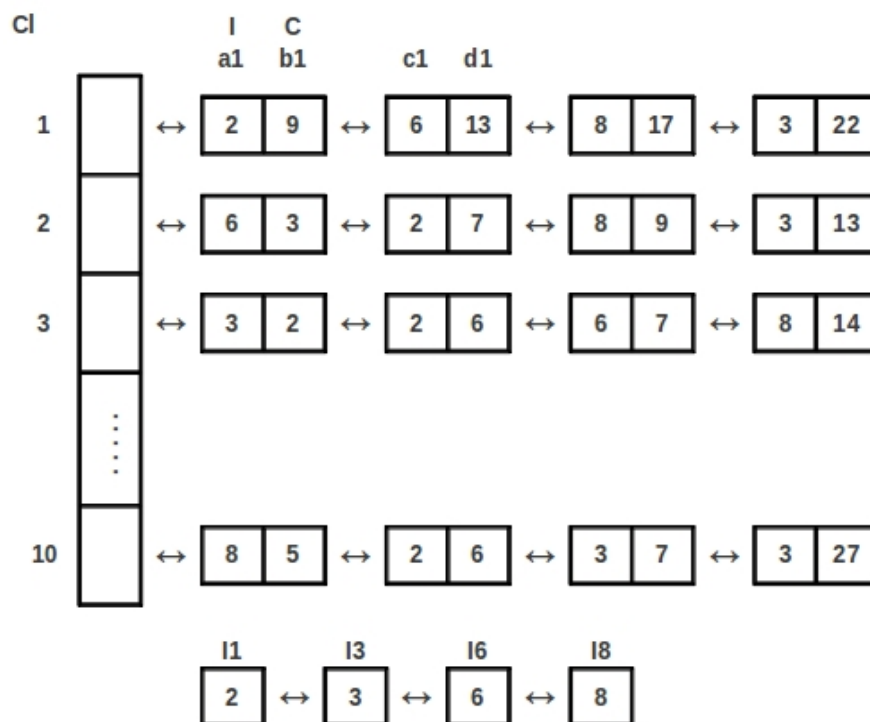 Cl I C
a1 b1 c1 d1
1 2 9 6 13 8 17 3 22
2 6 3 2 7 8 9 3 13
3 3 2 2 6 6 7 8 14
......
10 8 5 2 6 3 7 3 27
I1 I3 I6 I8
2 3 6 8